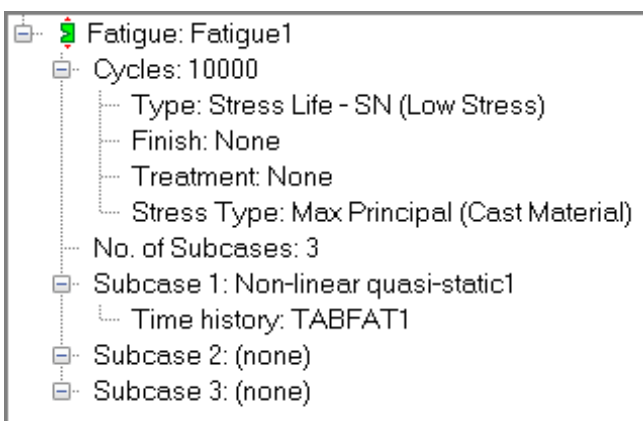 Fatigue: Fatigue1
Cycles: 10000
Type: Stress Life - SN (Low Stress)
Finish: None
Treatment: None
Stress Type: Max Principal (Cast Material)
No. of Subcases: 3
Subcase 1: Non-linear quasi-static1
Time history: TABFAT1
Subcase 2: (none)
Subcase 3: (none)